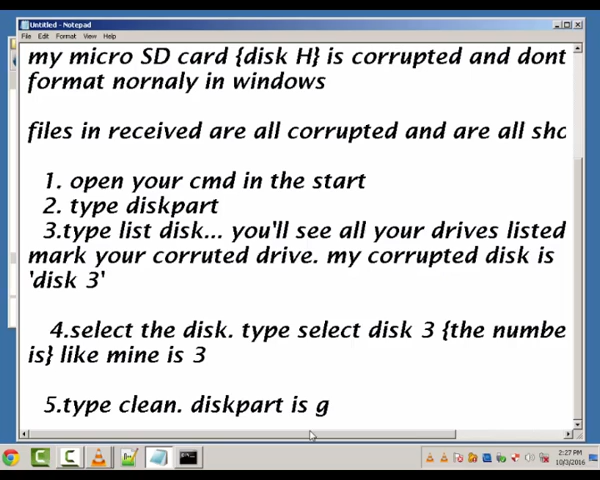 Untitled - Notepad
File Edit Format View Help
my micro SD card {disk H} is corrupted and dont
format nornaly in windows
files in received are all corrupted and are all sho
1. open your cmd in the start
2. type diskpart
3.type list disk... you'll see all your drives listed
mark your corruted drive. my corrupted disk is
'disk 3'
4.select the disk. type select disk 3 {the numbe
is} like mine is 3
5.type clean. diskpart is g
2:27 PM
10/3/2016